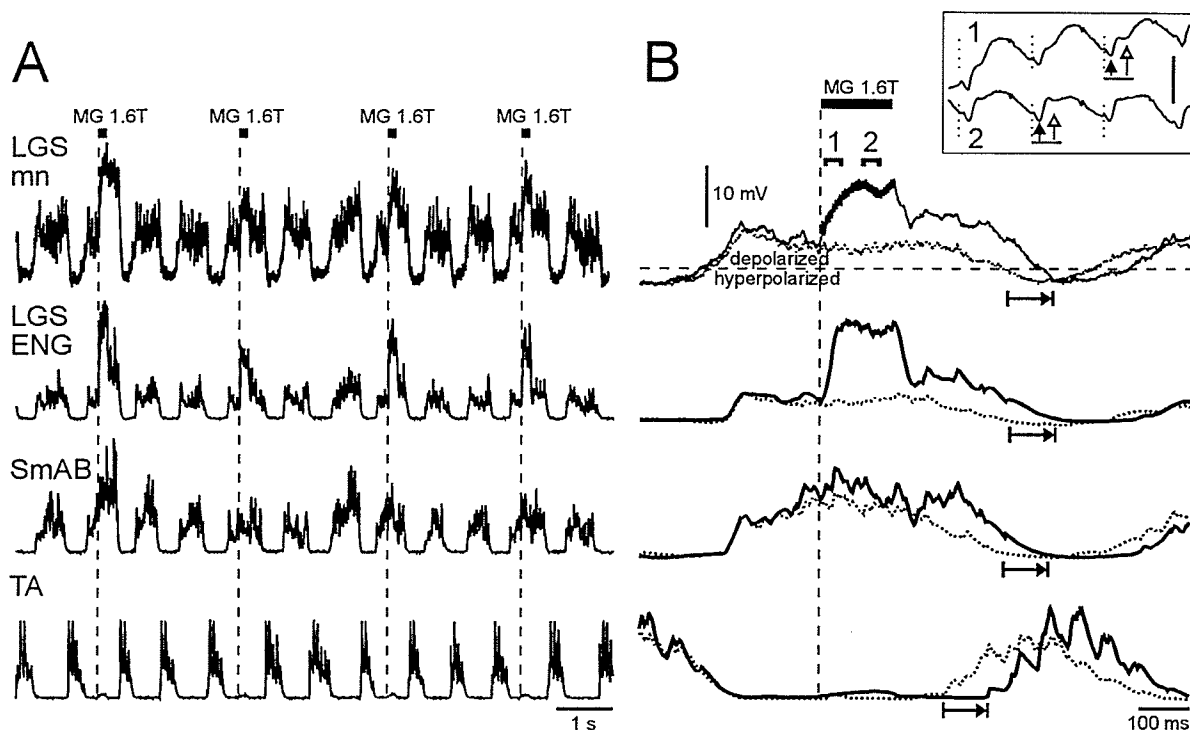 A
MG 1.6T MG 1.6T MG 1.6T MG 1.6T
LGS
mn
LGS
ENG
SmAB
TA
1 s
B
MG 1.6T
1 2
10 mV
depolarized
hyperpolarized
1
2
100 ms